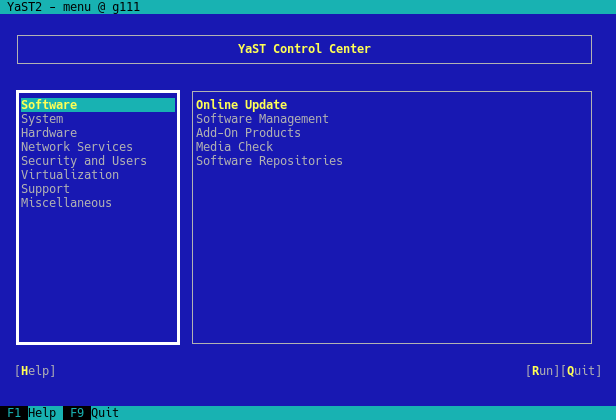 YaST2 - menu @ g111
YaST Control Center
Software
System
Hardware
Network Services
Security and Users
Virtualization
Support
Miscellaneous
Online Update
Software Management
Add-On Products
Media Check
Software Repositories
[Help] [Run][Quit]
F1 Help F9 Quit